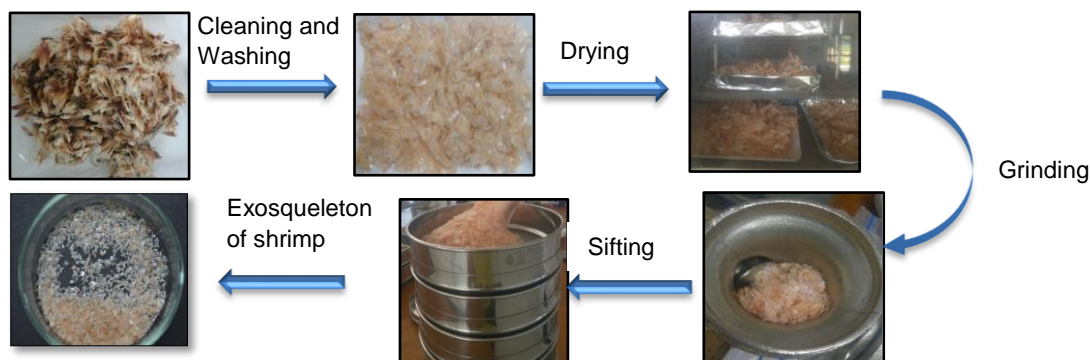 Cleaning and
Washing
Drying
Grinding
Sifting
Exosqueleton
of shrimp